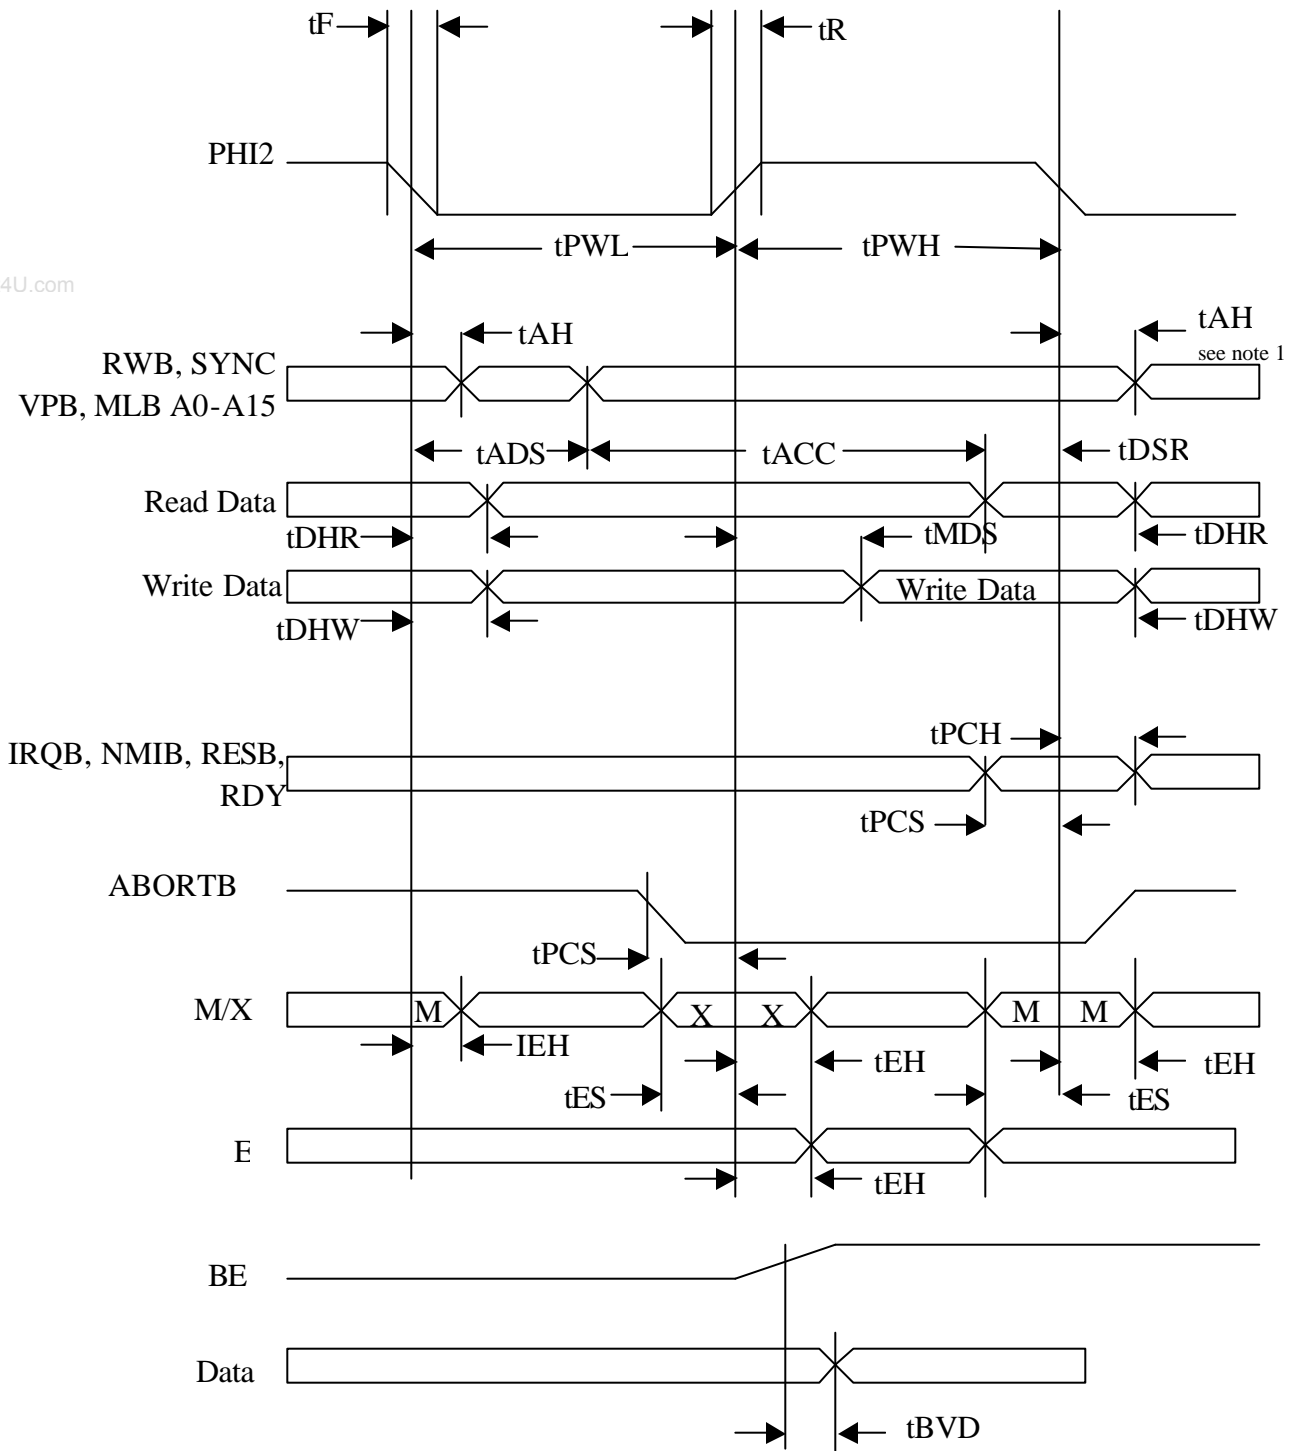 tF
tR
PHI2
tPWL
tPWH
4U.com
tAH
tAH
see note 1
RWB, SYNC
VPB, MLB A0-A15
tADS
tACC
tDSR
Read Data
tDHR
tMDS
tDHR
Write Data
Write Data
tDHW
tDHW
IRQB, NMIB, RESB,
RDY
tPCH
tPCS
ABORTB
tPCS
M/X
M
X
X
M
M
IEH
tEH
tEH
tES
tES
E
tEH
BE
Data
tBVD